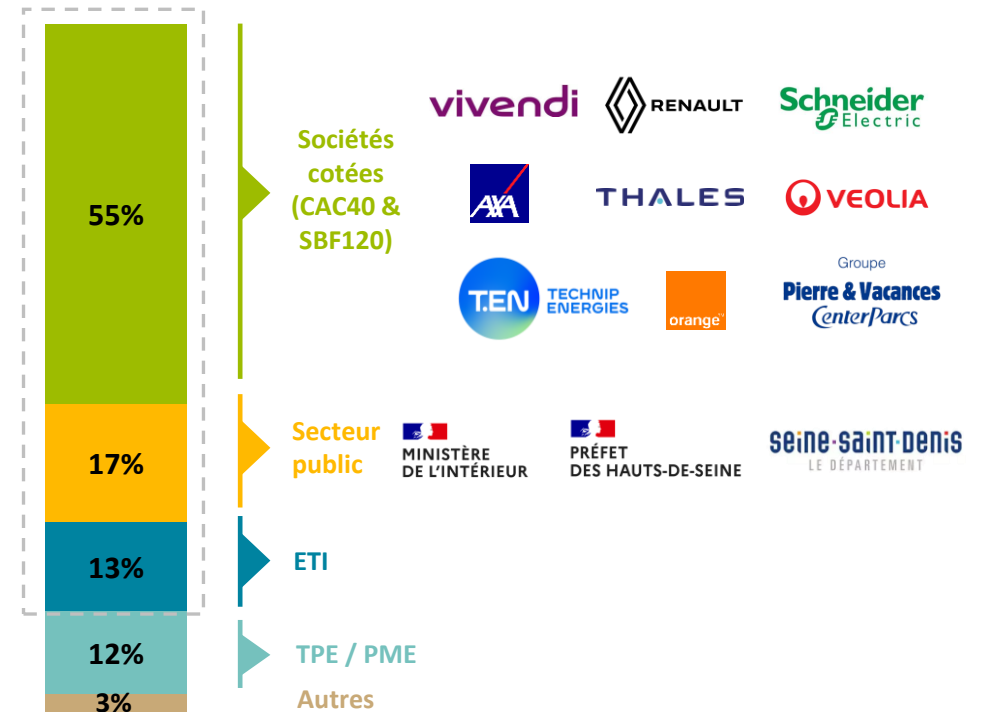 55%
Sociétés
cotées
(CAC40 &
SBF120)
vivendi
RENAULT
Schneider
Electric
AXA
THALES
VEOLIA
T.EN
TECHNIP
ENERGIES
orange™
Groupe
Pierre & Vacances
CenterParcs
17%
Secteur
public
MINISTÈRE
DE L'INTÉRIEUR
PRÉFET
DES HAUTS-DE-SEINE
seine-saint-denis
LE DÉPARTEMENT
13%
ETI
12%
TPE / PME
3%
Autres